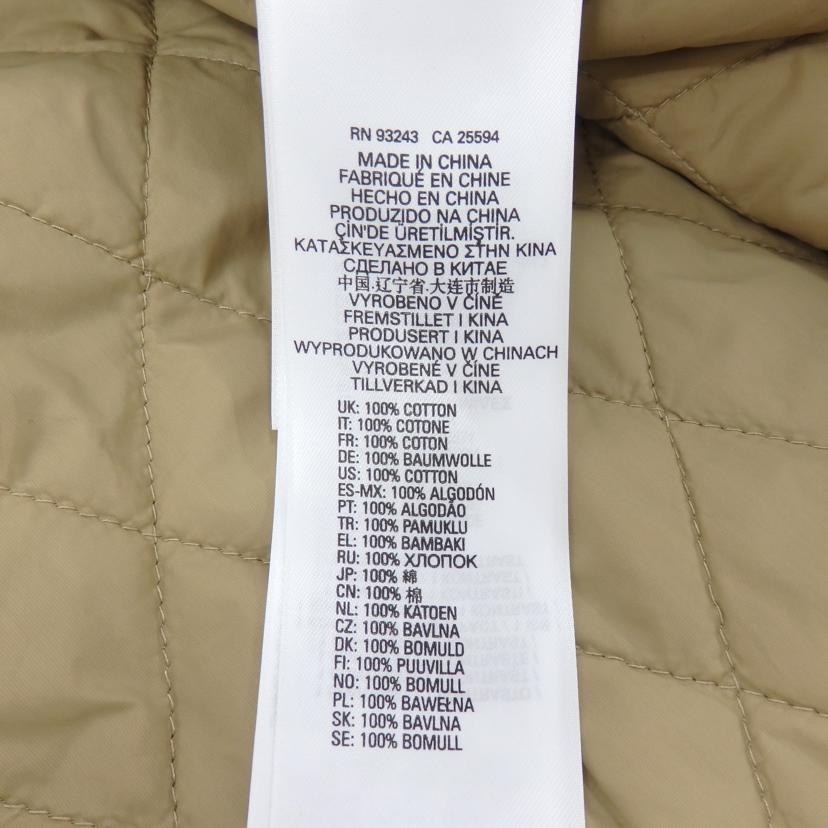 RN 93243 CA 25594
MADE IN CHINA
FABRIQUÉ EN CHINE
HECHO EN CHINA
PRODUZIDO NA CHINA
ÇİN'DE ÜRETİLMİŞTİR.
ΚΑΤΑΣΚΕΥΑΣΜΕΝΟ ΣΤΗΝ ΚΙΝΑ
СДЕЛАНО В КИТАЕ
中国.辽宁省.大连市制造
VYROBENO V ČÍNĚ
FREMSTILLET I KINA
PRODUSERT I KINA
WYPRODUKOWANO W CHINACH
VYROBENÉ V ČÍNE
TILLVERKAD I KINA
UK: 100% COTTON
IT: 100% COTONE
FR: 100% COTON
DE: 100% BAUMWOLLE
US: 100% COTTON
ES-MX: 100% ALGODÓN
PT: 100% ALGODÃO
TR: 100% PAMUKLU
EL: 100% ΒΑΜΒΑΚΙ
RU: 100% ХЛОПОК
JP: 100% 綿
CN: 100% 棉
NL: 100% KATOEN
CZ: 100% BAVLNA
DK: 100% BOMULD
FI: 100% PUUVILLA
NO: 100% BOMULL
PL: 100% BAWEŁNA
SK: 100% BAVLNA
SE: 100% BOMULL